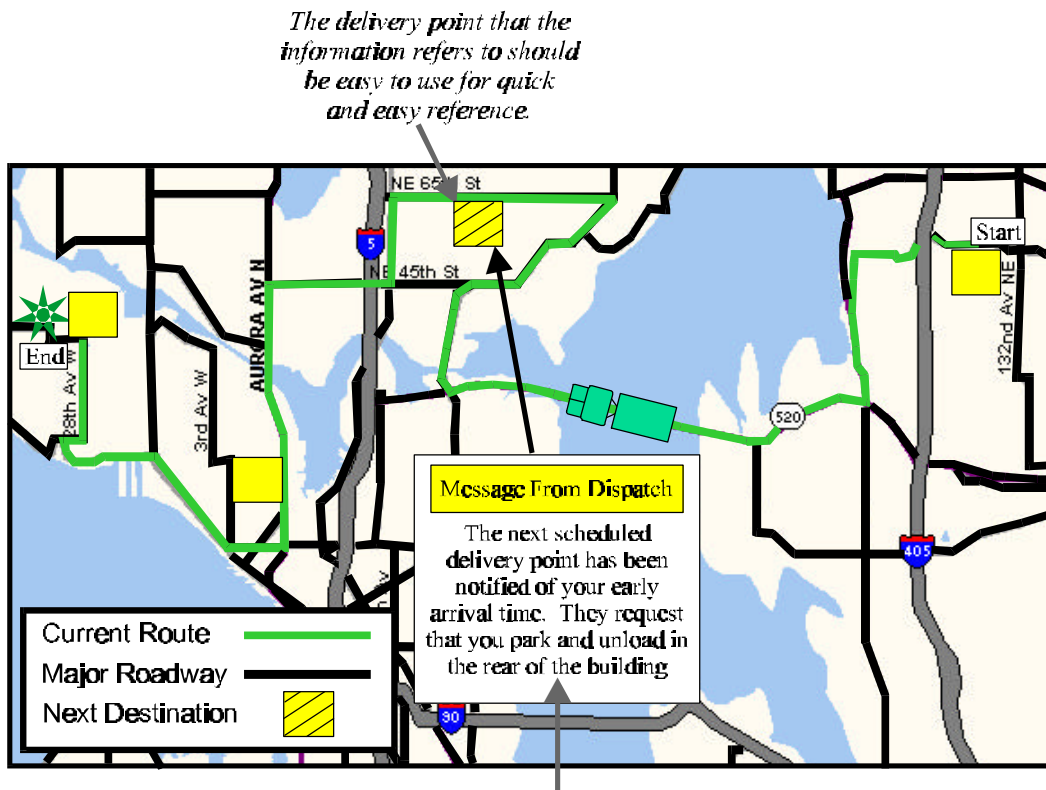 The delivery point that the
information refers to should
be easy to use for quick
and easy reference.
NE 65th St
5
Start
NE 45th St
AURORA AV N
132nd Av NE
End
28th Av W
3rd Av W
520
Message From Dispatch
The next scheduled
delivery point has been
notified of your early
arrival time. They request
that you park and unload in
the rear of the building
405
Current Route
Major Roadway
Next Destination
90